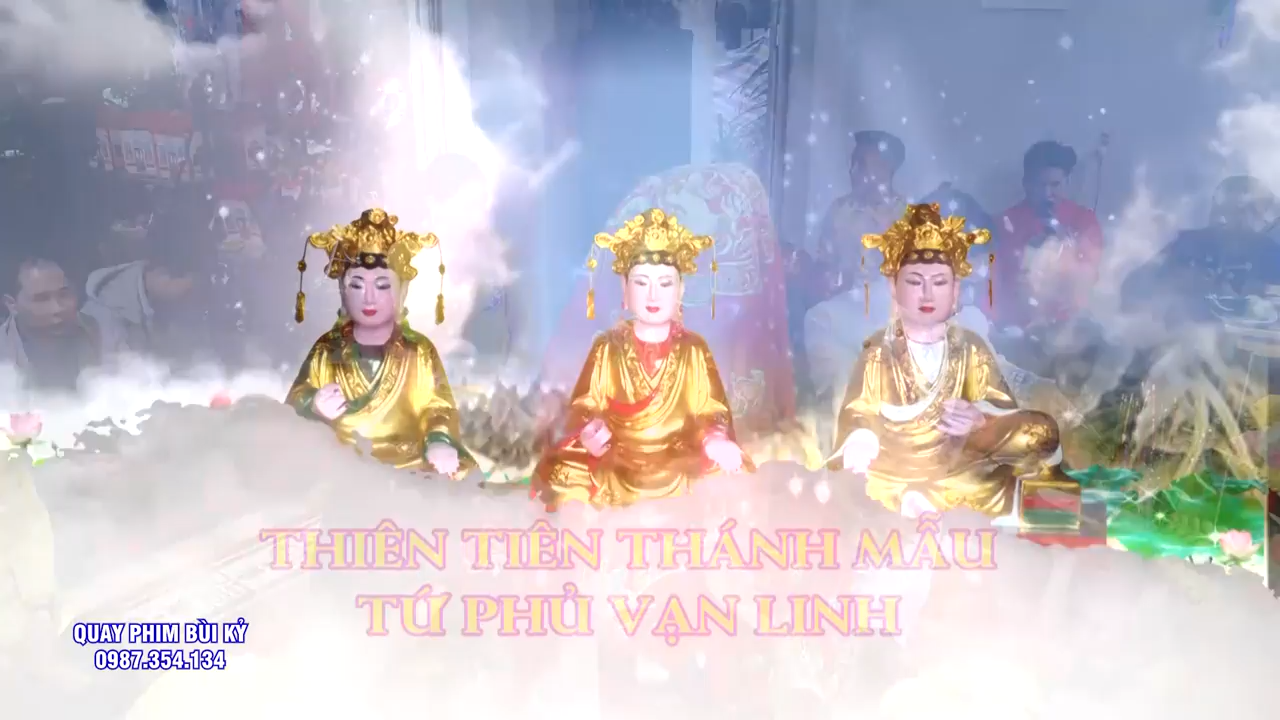 THIÊN TIÊN THÁNH MẪU
TỨ PHỦ VẠN LINH
QUAY PHIM BÙI KỶ
0987.354.134